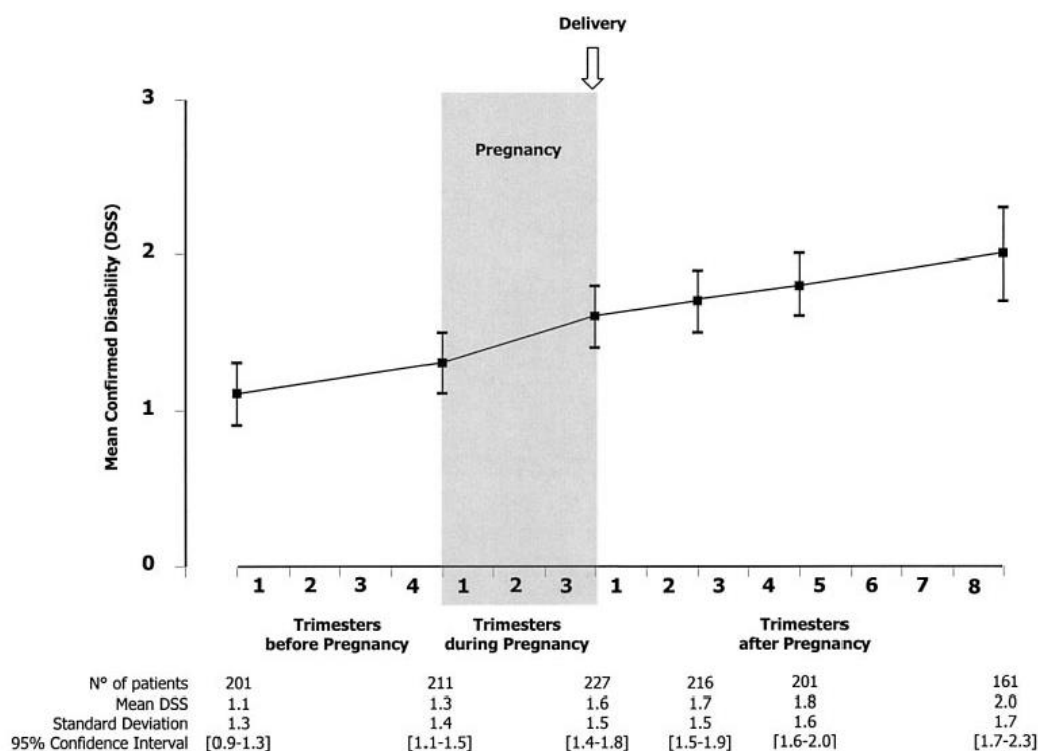 Delivery
3
Pregnancy
2
1
0
Mean Confirmed Disability (DSS)
1 2 3 4 1 2 3 1 2 3 4 5 6 7 8
Trimesters before Pregnancy
Trimesters during Pregnancy
Trimesters after Pregnancy
N° of patients 201 211 227 216 201 161
Mean DSS 1.1 1.3 1.6 1.7 1.8 2.0
Standard Deviation 1.3 1.4 1.5 1.5 1.6 1.7
95% Confidence Interval [0.9-1.3] [1.1-1.5] [1.4-1.8] [1.5-1.9] [1.6-2.0] [1.7-2.3]